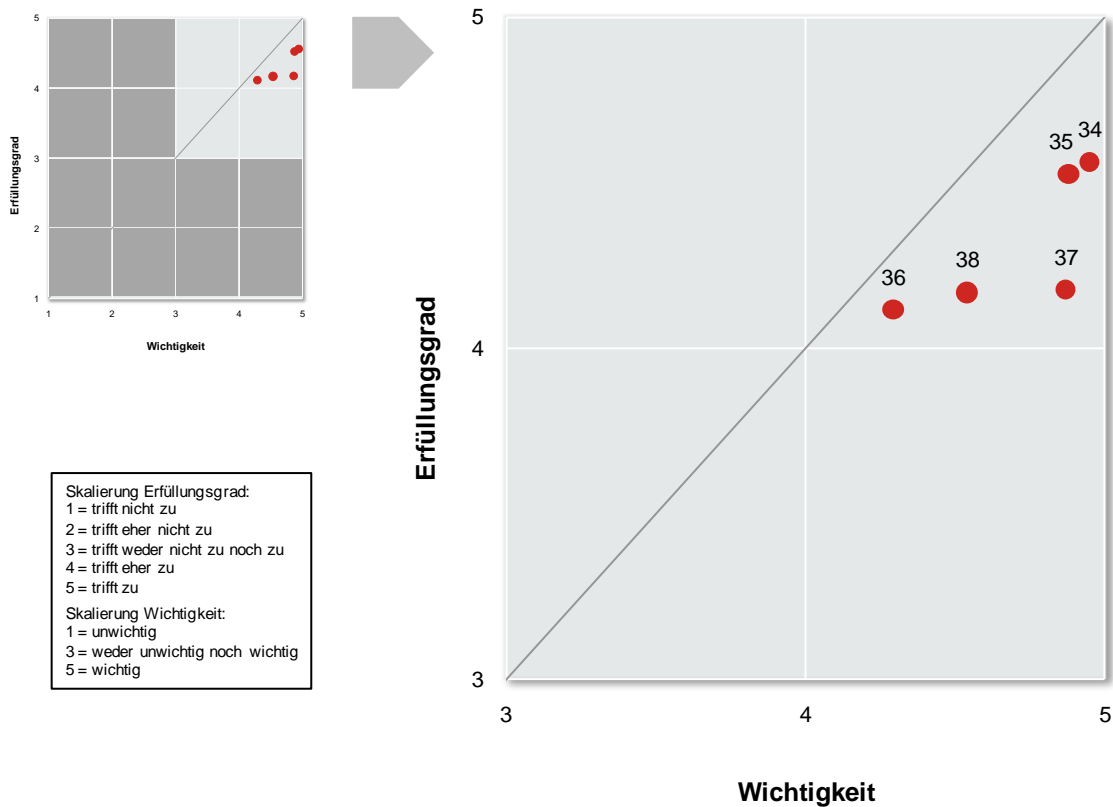 5
4
3
2
1
Erfüllungsgrad
1
2
3
4
5
Wichtigkeit
Skalierung Erfüllungsgrad:
1 = trifft nicht zu
2 = trifft eher nicht zu
3 = trifft weder nicht zu noch zu
4 = trifft eher zu
5 = trifft zu
Skalierung Wichtigkeit:
1 = unwichtig
3 = weder unwichtig noch wichtig
5 = wichtig
5
4
3
Erfüllungsgrad
35
34
36
38
37
3
4
5
Wichtigkeit